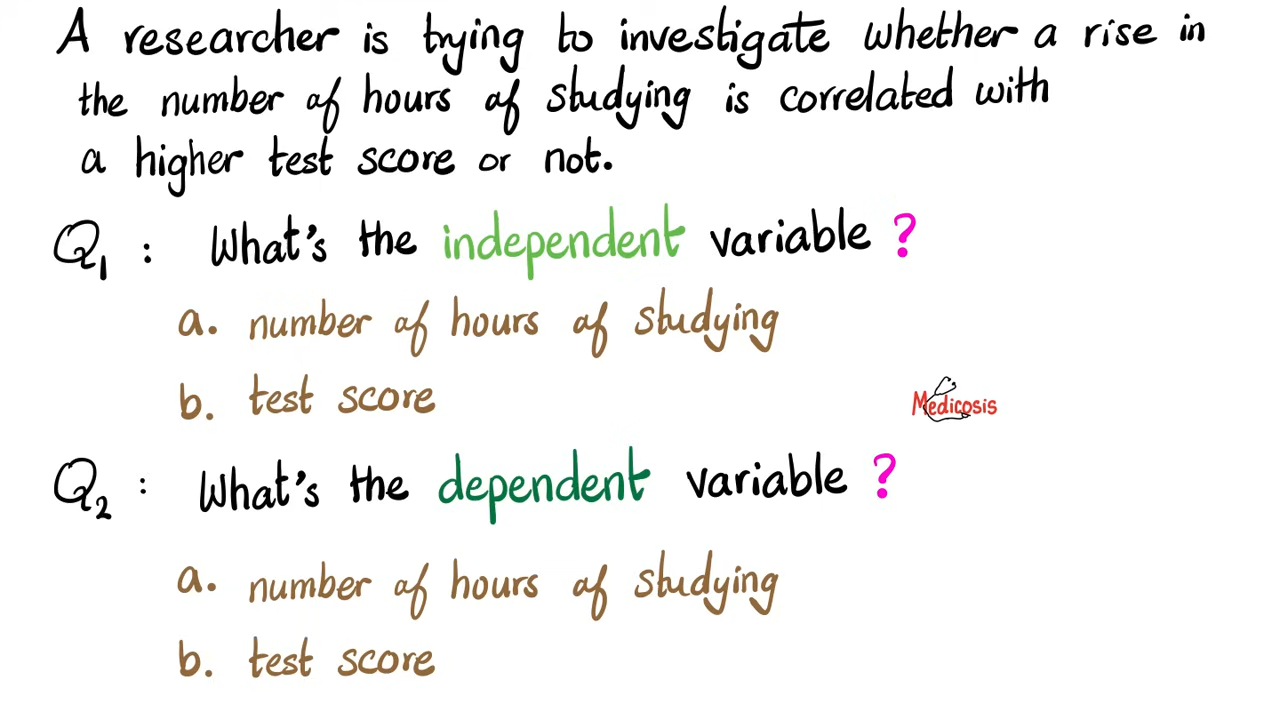 A researcher is trying to investigate whether a rise in
the number of hours of studying is correlated with
a higher test score or not.
Q1 : What's the independent variable ?
a. number of hours of studying
b. test score
Medicosis
Q2 : What's the dependent variable ?
a. number of hours of studying
b. test score